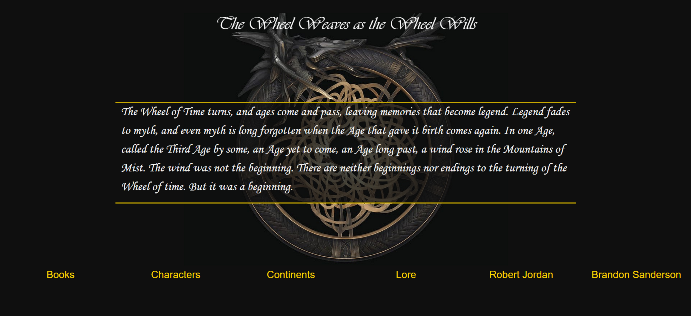 The Wheel Weaves as the Wheel Wills
The Wheel of Time turns, and ages come and pass, leaving memories that become legend. Legend fades
to myth, and even myth is long forgotten when the Age that gave it birth comes again. In one Age,
called the Third Age by some, an Age yet to come, an Age long past, a wind rose in the Mountains of
Mist. The wind was not the beginning. There are neither beginnings nor endings to the turning of the
Wheel of time. But it was a beginning.
Books Characters Continents Lore Robert Jordan Brandon Sanderson